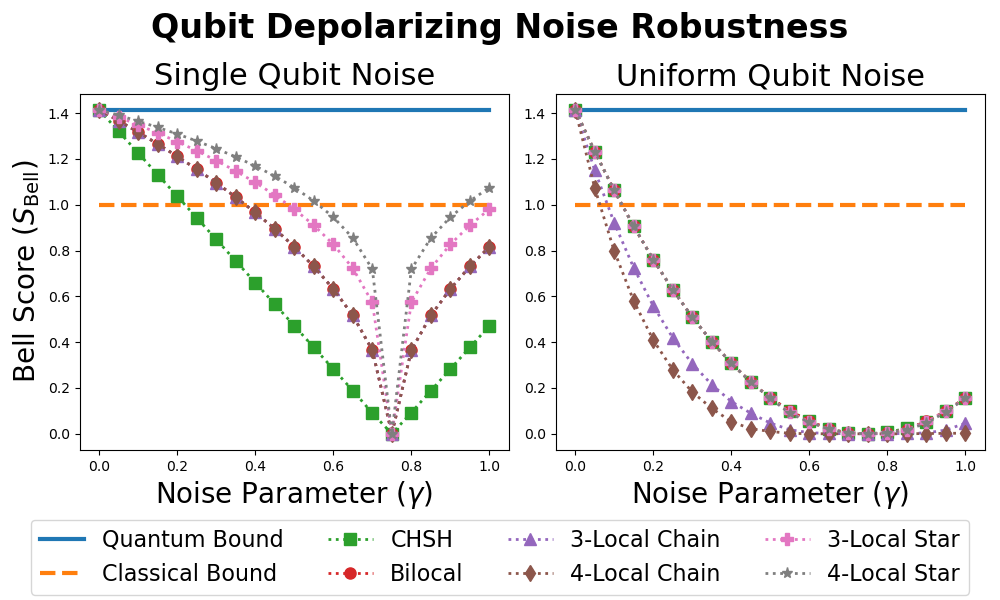 Qubit Depolarizing Noise Robustness
Single Qubit Noise
Uniform Qubit Noise
Bell Score (S_Bell)
1.4
1.2
1.0
0.8
0.6
0.4
0.2
0.0
0.0 0.2 0.4 0.6 0.8 1.0
Noise Parameter (γ)
1.4
1.2
1.0
0.8
0.6
0.4
0.2
0.0
0.0 0.2 0.4 0.6 0.8 1.0
Noise Parameter (γ)
Quantum Bound
Classical Bound
CHSH
Bilocal
3-Local Chain
4-Local Chain
3-Local Star
4-Local Star